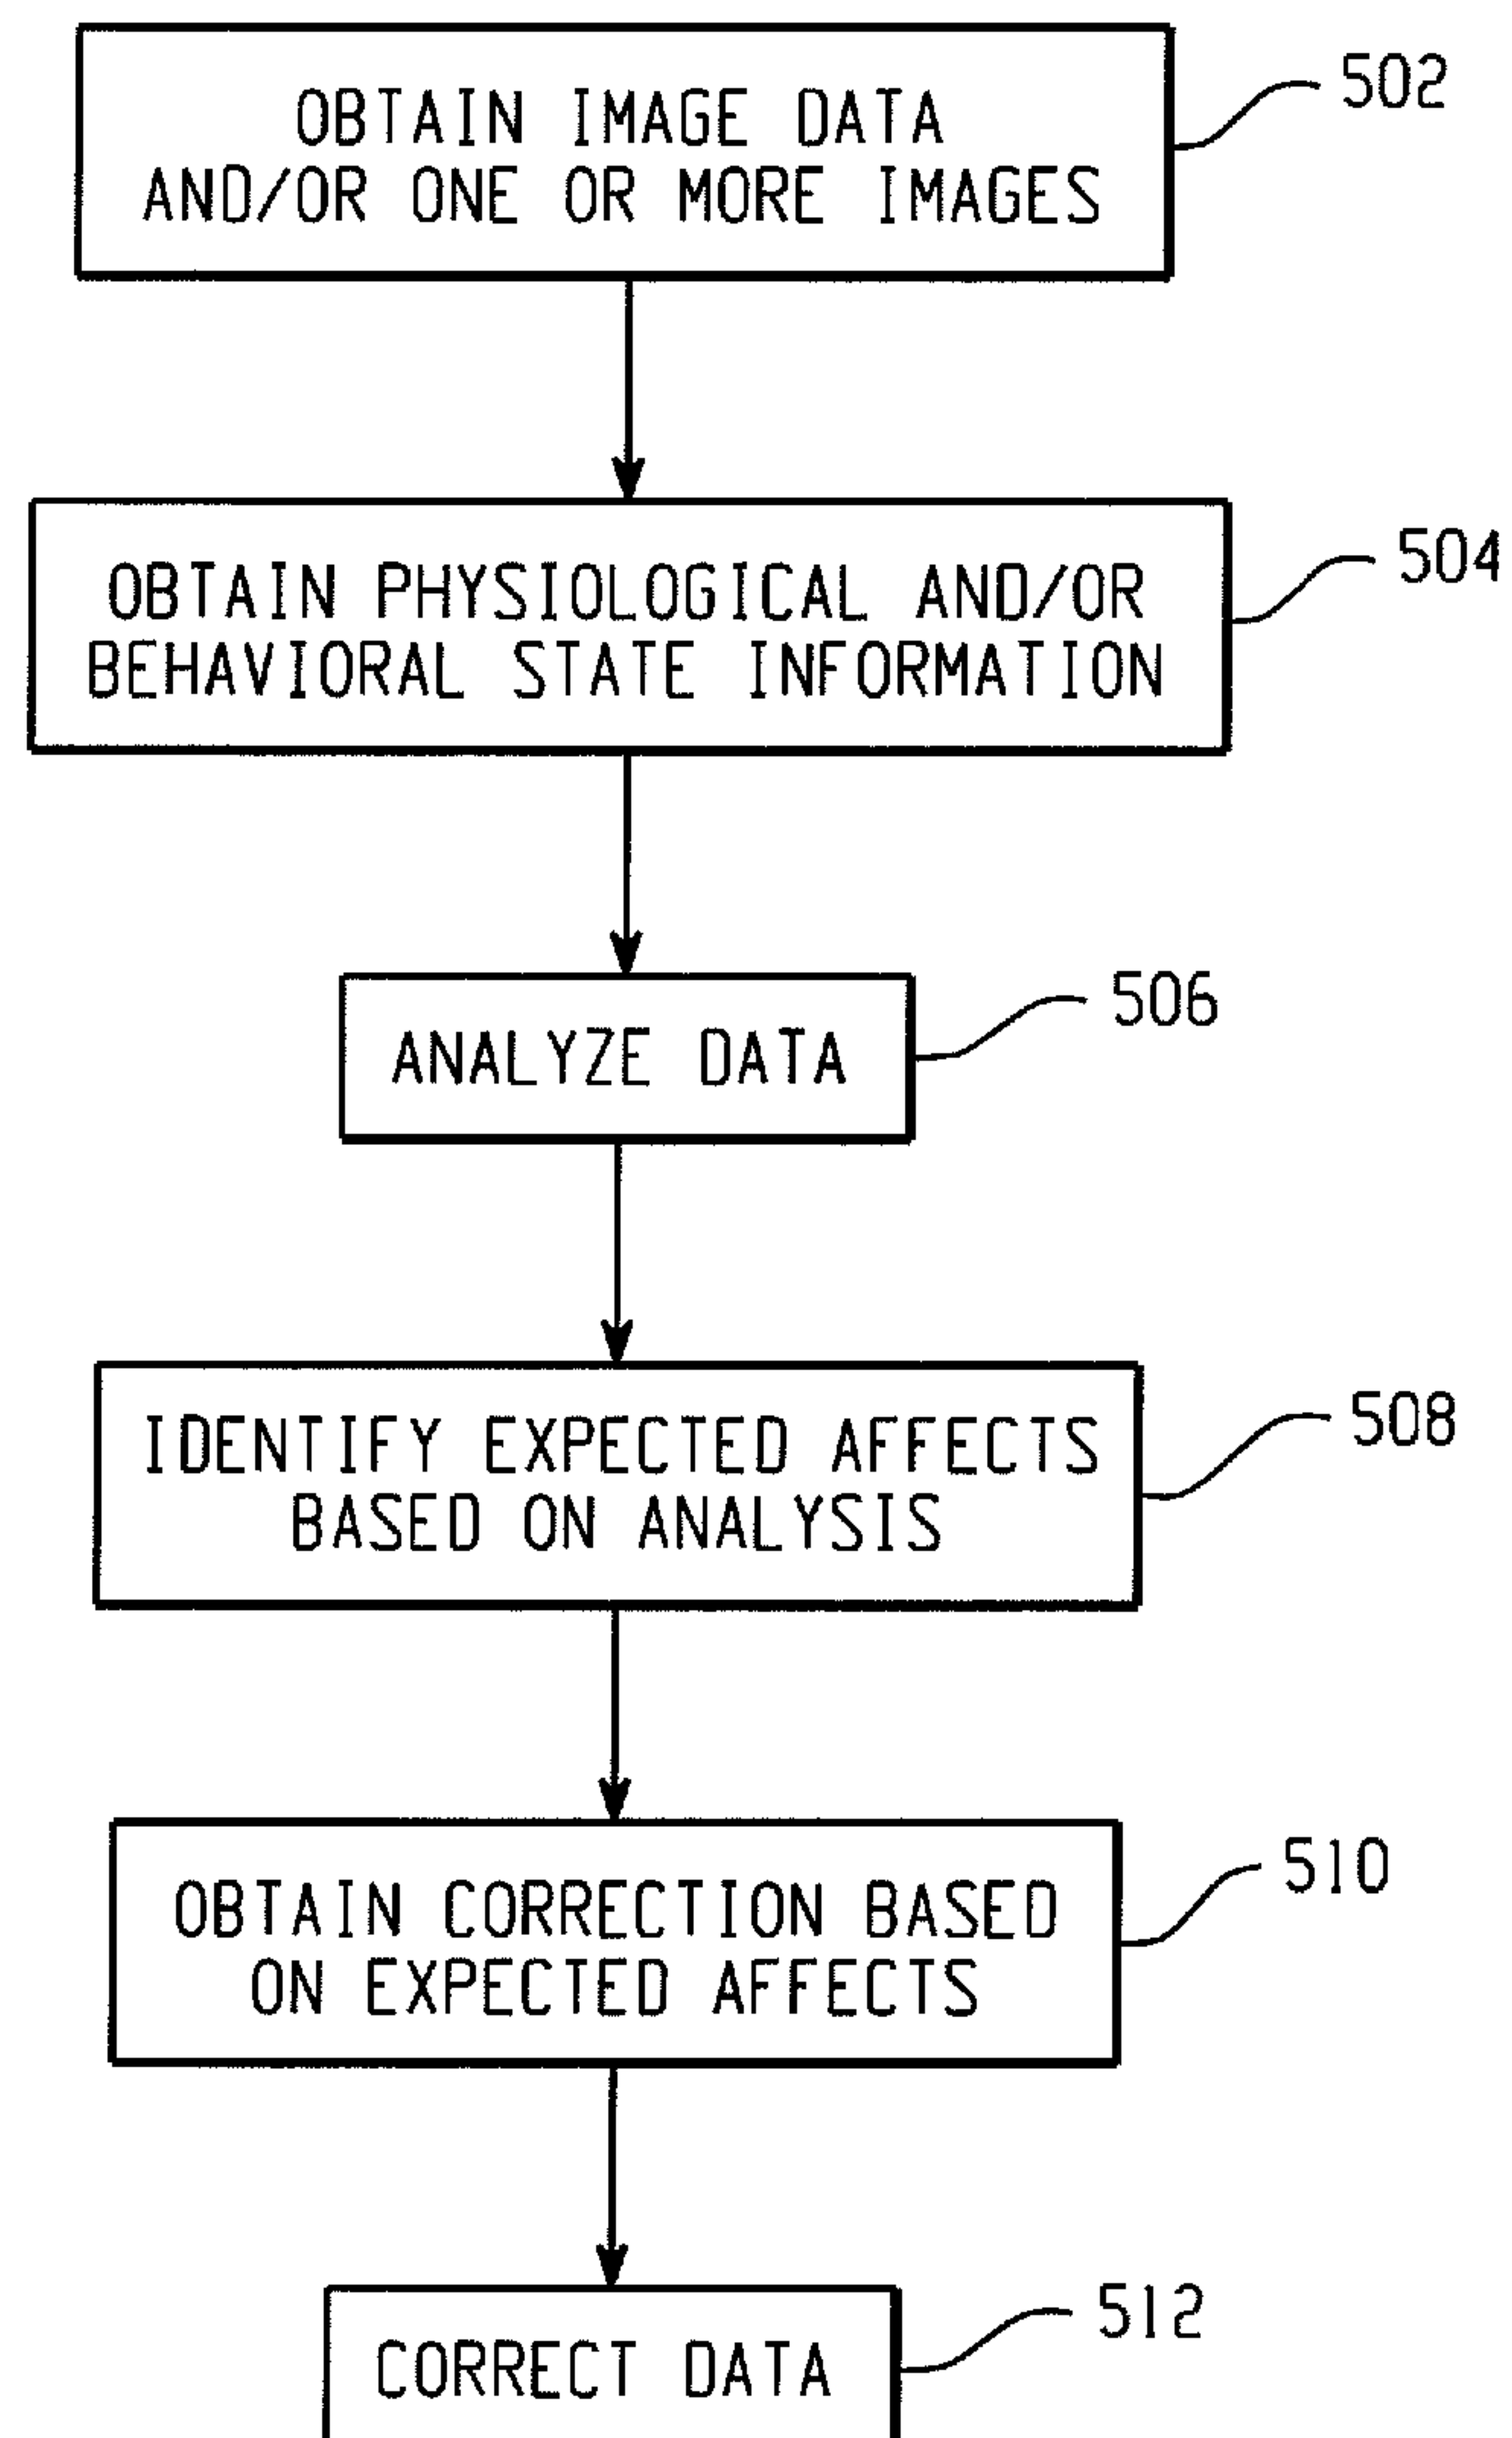 OBTAIN IMAGE DATA
AND/OR ONE OR MORE IMAGES
502
OBTAIN PHYSIOLOGICAL AND/OR
BEHAVIORAL STATE INFORMATION
504
ANALYZE DATA
506
IDENTIFY EXPECTED AFFECTS
BASED ON ANALYSIS
508
OBTAIN CORRECTION BASED
ON EXPECTED AFFECTS
510
CORRECT DATA
512